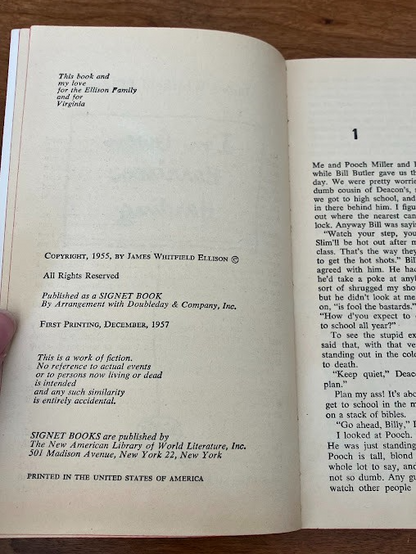 This book and
my love
for the Ellison Family
and for
Virginia
COPYRIGHT, 1955, BY JAMES WHITFIELD ELLISON ©
All Rights Reserved
Published as a SIGNET BOOK
By Arrangement with Doubleday & Company, Inc.
FIRST PRINTING, DECEMBER, 1957
This is a work of fiction.
No reference to actual events
or to persons now living or dead
is intended
and any such similarity
is entirely accidental.
SIGNET BOOKS are published by
The New American Library of World Literature, Inc.
501 Madison Avenue, New York 22, New York
PRINTED IN THE UNITED STATES OF AMERICA
1
Me and Pooch Miller and
while Bill Butler gave us th
day. We were pretty worrie
dumb cousin of Deacon's,
we got to high school, and
in there behind him. I figu
out where the nearest can
lock. Anyway Bill was sayin
"Watch your step, you
Slim'll be hot out after m
class. That's the way they
to get the hot shots." Bil
agreed with him. He had
he'd take a poke at any
sort of shrugged my shou
but he didn't look at me
on, "is fool the bastards."
"How d'you expect to
to school all year?"
To see the stupid ex
said that, with that ve
standing out in the col
to death.
"Keep quiet," Deac
plan."
Plan my ass! It's abo
get to school in the m
on a stack of bibles.
"Go ahead, Billy," I
I looked at Pooch.
He was just standing
Pooch is tall, blond
whole lot to say, and
not so dumb. Any gu
watch other people